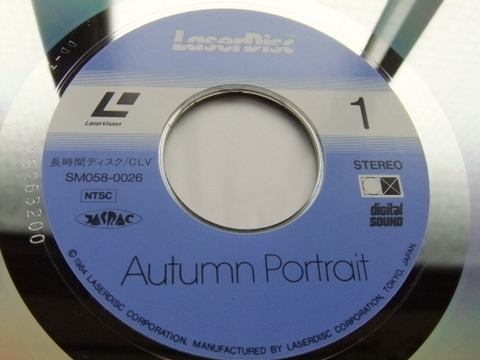 LaserDisc
LaserVision
1
長時間ディスク/CLV
SM058-0026
NTSC
JASRAC
STEREO
CX
digital
SOUND
Autumn Portrait
©1984 LASERDISC CORPORATION, MANUFACTURED BY LASERDISC CORPORATION, TOKYO, JAPAN.